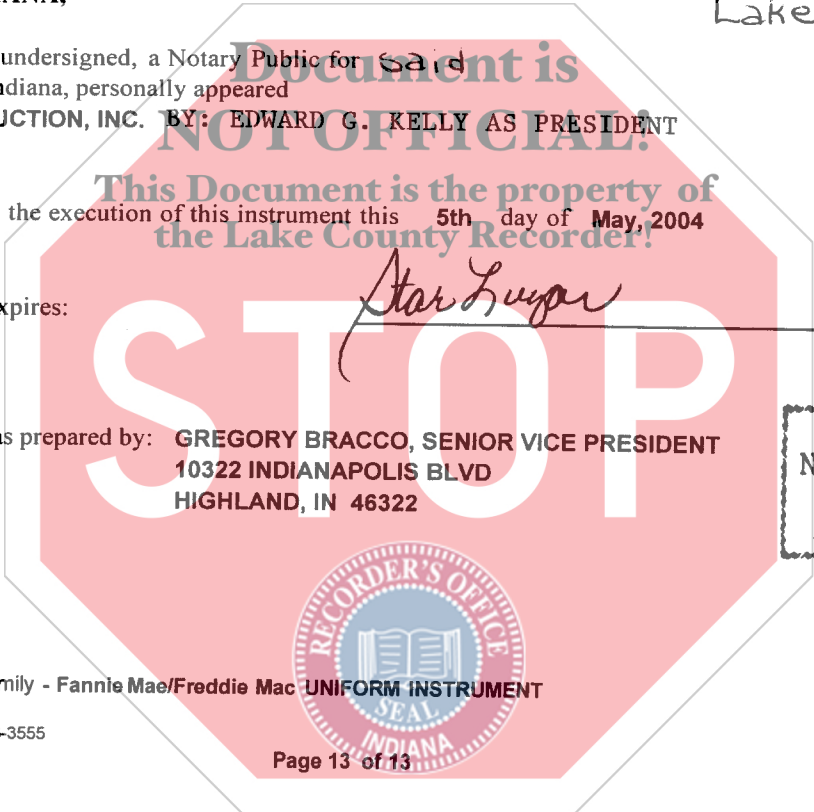 Lake
undersigned, a Notary Public for said
ndiana, personally appeared
UCTION, INC. BY: EDWARD G. KELLY AS PRESIDENT
Document is
NOT OFFICIAL!
This Document is the property of
the Lake County Recorder!
the execution of this instrument this 5th day of May, 2004
xpires:
STOP
s prepared by: GREGORY BRACCO, SENIOR VICE PRESIDENT
10322 INDIANAPOLIS BLVD
HIGHLAND, IN 46322
N
RECORDER'S OFFICE
SEAL
INDIANA
mily - Fannie Mae/Freddie Mac UNIFORM INSTRUMENT
-3555
Page 13 of 13